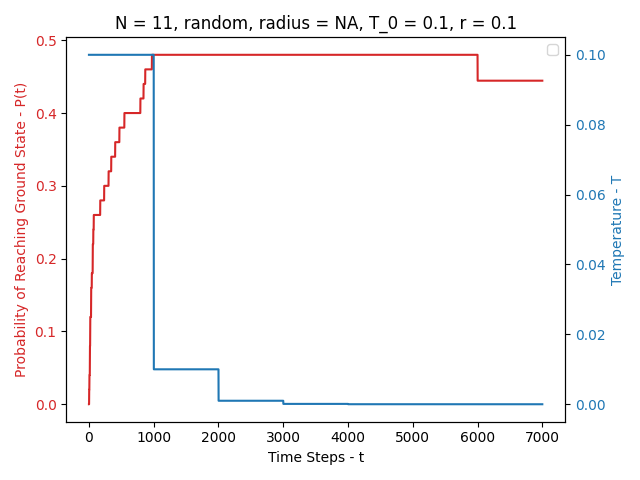 N = 11, random, radius = NA, T_0 = 0.1, r = 0.1
Probability of Reaching Ground State - P(t)
0.5
0.4
0.3
0.2
0.1
0.0
0.10
0.08
0.06
0.04
0.02
0.00
Temperature - T
0 1000 2000 3000 4000 5000 6000 7000
Time Steps - t